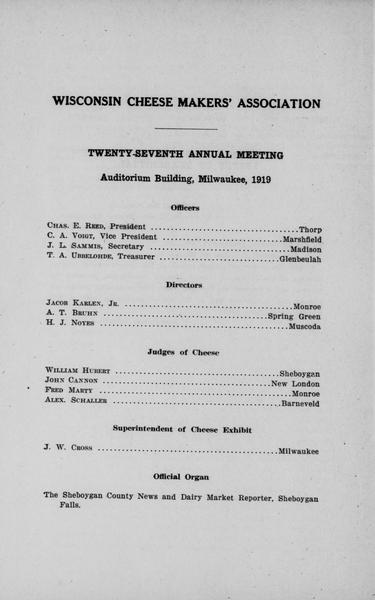 WISCONSIN CHEESE MAKERS' ASSOCIATION
TWENTY-SEVENTH ANNUAL MEETING
Auditorium Building, Milwaukee, 1919
Officers
CHAS. E. REED, President ................................Thorp
C. A. VOIGT, Vice President ..........................Marshfield
J. L. SAMMIS, Secretary ..............................Madison
T. A. UBBELOHDE, Treasurer ..........................Glenbeulah
Directors
JACOB KARLEN, JR. ....................................Monroe
A. T. BRUHN ....................................Spring Green
H. J. NOYES ........................................Muscoda
Judges of Cheese
WILLIAM HUBERT ....................................Sheboygan
JOHN CANNON ....................................New London
FRED MARTY ..........................................Monroe
ALEX. SCHALLER ....................................Barneveld
Superintendent of Cheese Exhibit
J. W. CROSS ........................................Milwaukee
Official Organ
The Sheboygan County News and Dairy Market Reporter, Sheboygan
Falls.